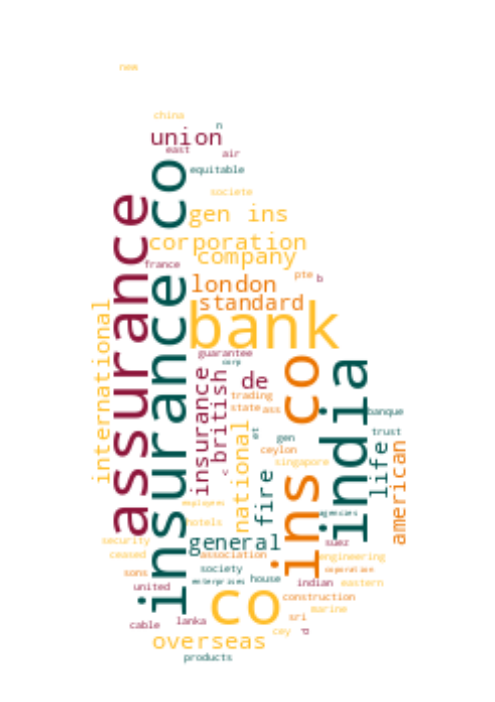 new
china
n
union
east
air
equitable
insurance co
societe
assurance
gen ins
corporation
company
france
pte
b
london
standard
bank
international
guarantee
corp
ins co
india
insurance
british
de
trading
state
ass
banque
national
et
gen
trust
ceylon
life
singapore
american
fire
v
employees
agencies
hotels
general
security
suez
ceased
association
engineering
sons
society
corporation
enterprises
house
united
indian
eastern
co
construction
marine
cable
lanka
sri
cey
p
overseas
products